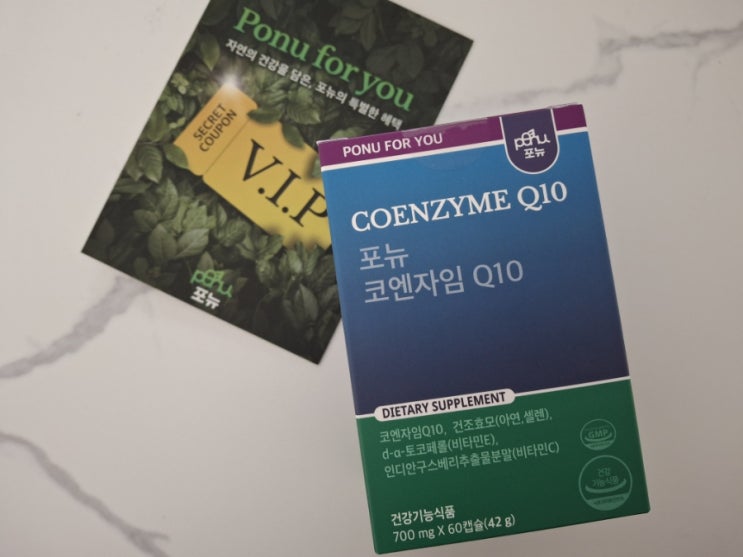 Ponu for you
자연의 건강을 담은, 포뉴의 특별한 혜택
SECRET
COUPON
V.I.P
ponu
포뉴
PONU FOR YOU
ponu
포뉴
COENZYME Q10
포뉴
코엔자임 Q10
DIETARY SUPPLEMENT
코엔자임Q10, 건조효모(아연,셀렌),
d-α-토코페롤(비타민E),
인디안구스베리추출물분말(비타민C)
GMP
건강
기능식품
건강기능식품
700 mg X 60캡슐(42 g)